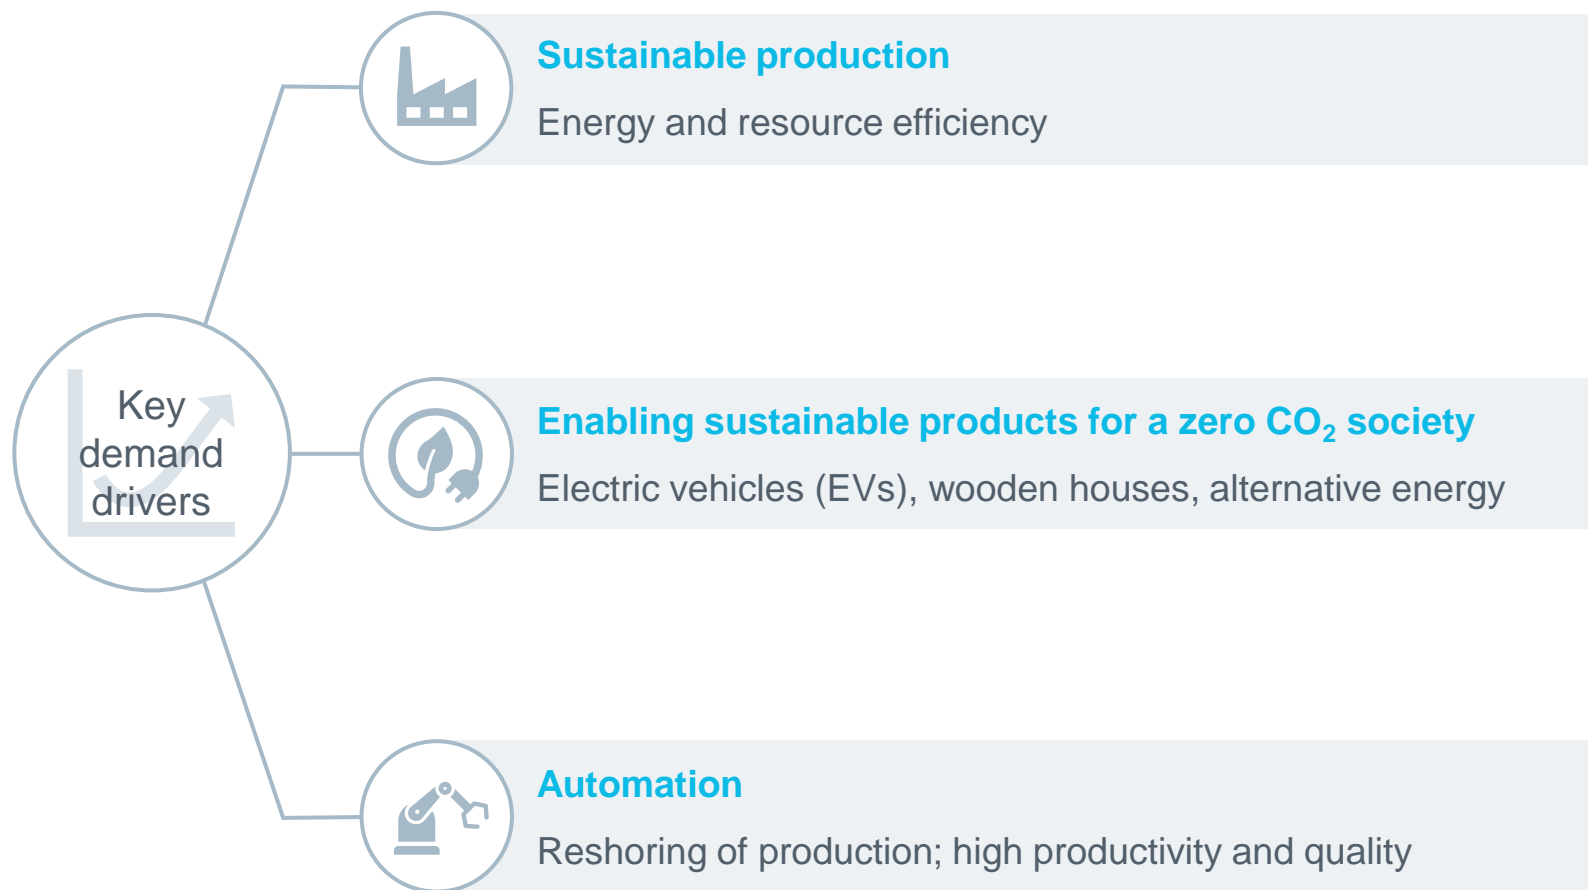 Sustainable production
Energy and resource efficiency
Key
demand
drivers
Enabling sustainable products for a zero CO₂ society
Electric vehicles (EVs), wooden houses, alternative energy
Automation
Reshoring of production; high productivity and quality